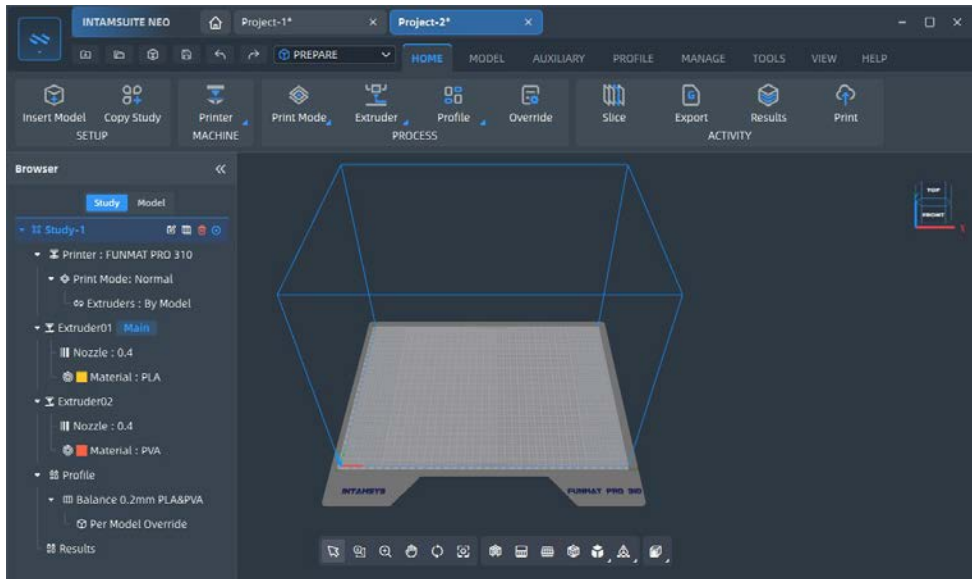 INTAMSUITE NEO
Project-1*
Project-2*
PREPARE
HOME MODEL AUXILIARY PROFILE MANAGE TOOLS VIEW HELP
Insert Model Copy Study Printer Print Mode Extruder Profile Override Slice Export Results Print
SETUP MACHINE PROCESS ACTIVITY
Browser
Study Model
Study-1
Printer : FUNMAT PRO 310
Print Mode: Normal
Extruders : By Model
Extruder01 Main
Nozzle : 0.4
Material : PLA
Extruder02
Nozzle : 0.4
Material : PVA
Profile
Balance 0.2mm PLA&PVA
Per Model Override
Results
TOP
FRONT
X
INTAMSYS
FUNMAT PRO 310